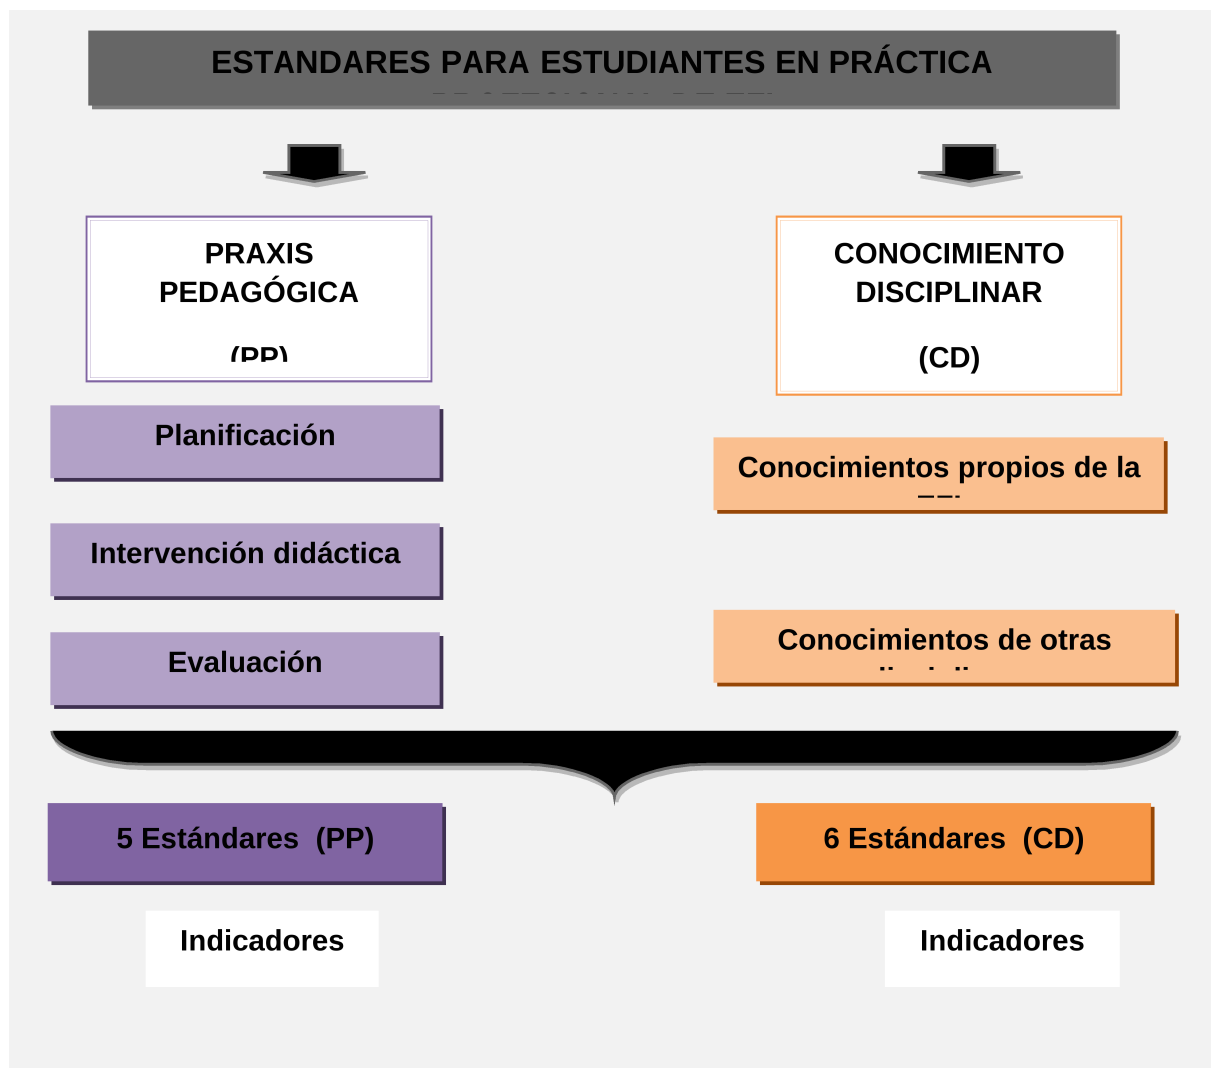 ESTANDARES PARA ESTUDIANTES EN PRÁCTICA
PRAXIS
PEDAGÓGICA
(PP)
CONOCIMIENTO
DISCIPLINAR
(CD)
Planificación
Conocimientos propios de la
Intervención didáctica
Conocimientos de otras
Evaluación
5 Estándares  (PP)
6 Estándares  (CD)
Indicadores
Indicadores